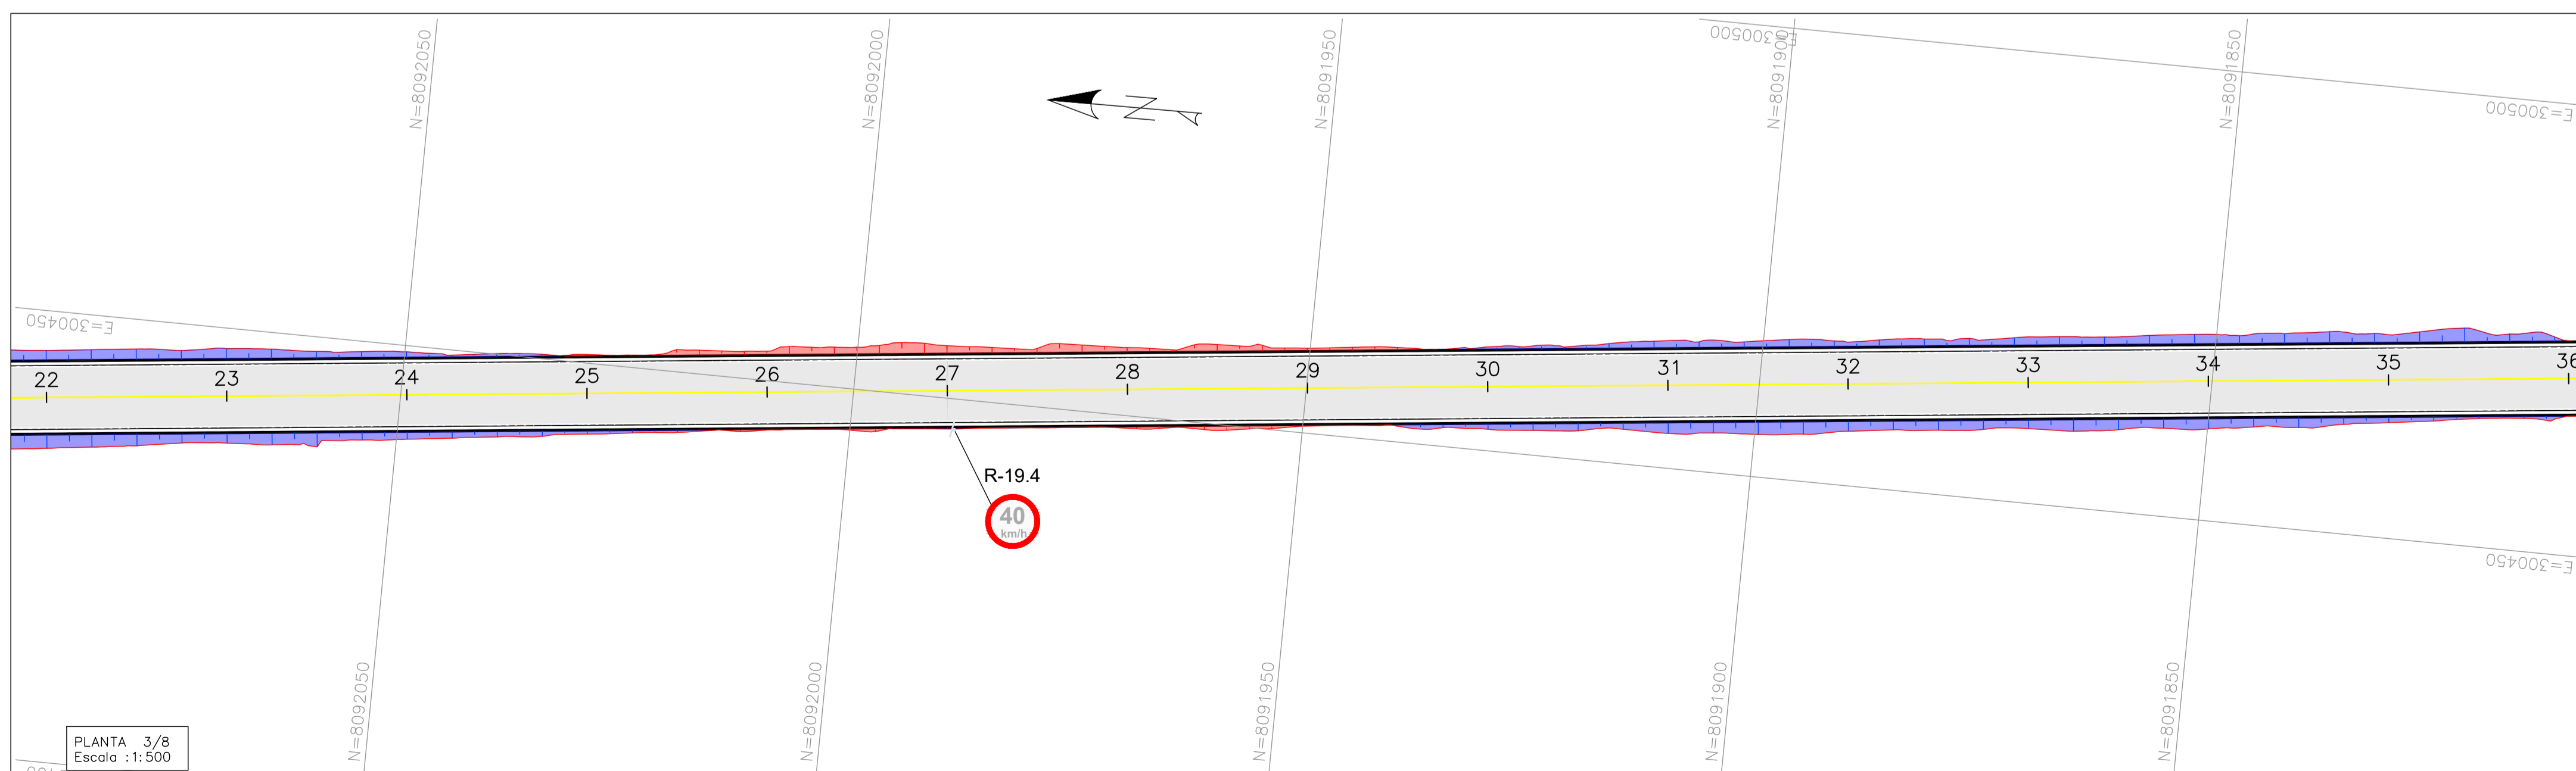 N=8092050
N=8092000
N=8091950
N=8091900
N=8091850
E=300500
E=300500
N
E=300450
22 23 24 25 26 27 28 29 30 31 32 33 34 35 36
R-19.4
40
km/h
E=300450
N=8092050
N=8092000
N=8091950
N=8091900
N=8091850
PLANTA 3/8
Escala :1:500